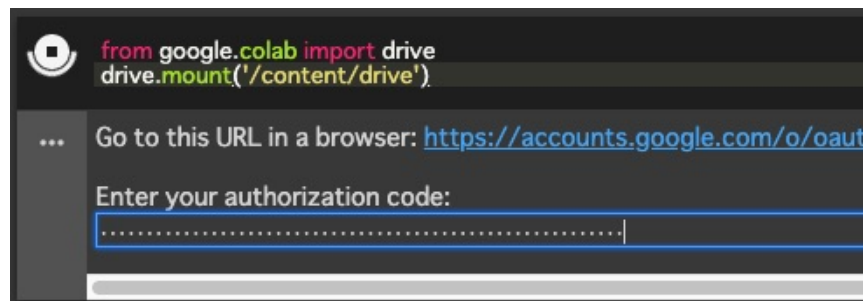 from google.colab import drive
drive.mount('/content/drive')
Go to this URL in a browser: https://accounts.google.com/o/oaut
Enter your authorization code: